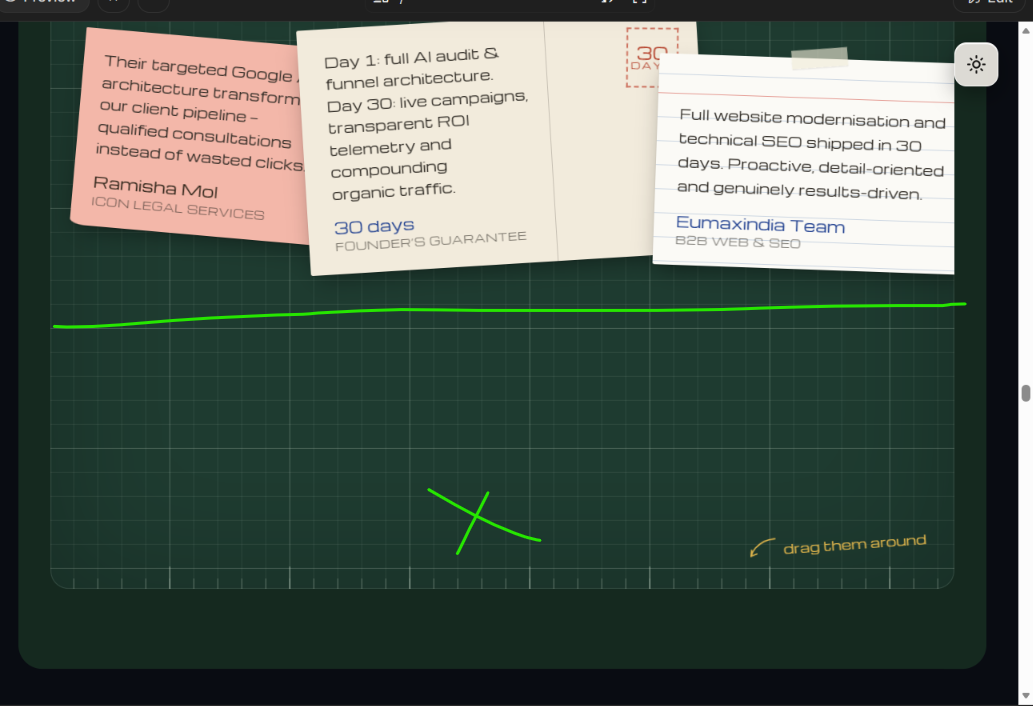 Preview
Edit
Their targeted Google
architecture transform
our client pipeline –
qualified consultations
instead of wasted clicks.
Ramisha Mol
ICON LEGAL SERVICES
Day 1: full AI audit &
funnel architecture.
Day 30: live campaigns,
transparent ROI
telemetry and
compounding
organic traffic.
30 days
FOUNDER'S GUARANTEE
30
DAY
Full website modernisation and
technical SEO shipped in 30
days. Proactive, detail-oriented
and genuinely results-driven.
Eumaxindia Team
B2B WEB & SEO
drag them around